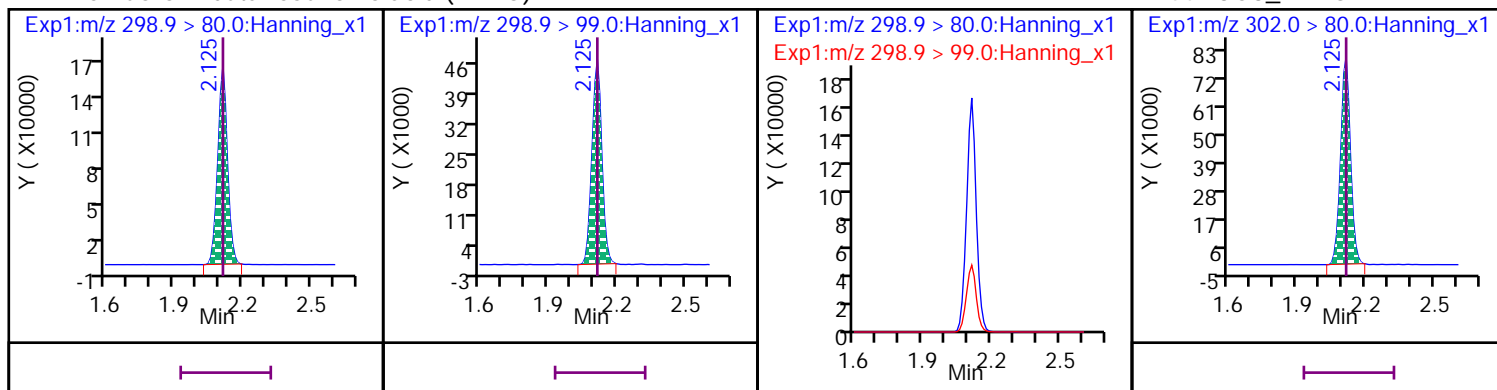 Exp1:m/z 298.9 > 80.0:Hanning_x1
Y ( X10000)
17
14
11
8
5
2
-1
2.125
1.6 1.9 2.2 2.5
Min
Exp1:m/z 298.9 > 99.0:Hanning_x1
Y ( X1000)
46
39
32
25
18
11
4
-3
2.125
1.6 1.9 2.2 2.5
Min
Exp1:m/z 298.9 > 80.0:Hanning_x1
Exp1:m/z 298.9 > 99.0:Hanning_x1
Y ( X10000)
18
16
14
12
10
8
6
4
2
0
1.6 1.9 2.2 2.5
Min
Exp1:m/z 302.0 > 80.0:Hanning_x1
Y ( X1000)
83
72
61
50
39
28
17
6
-5
2.125
1.6 1.9 2.2 2.5
Min